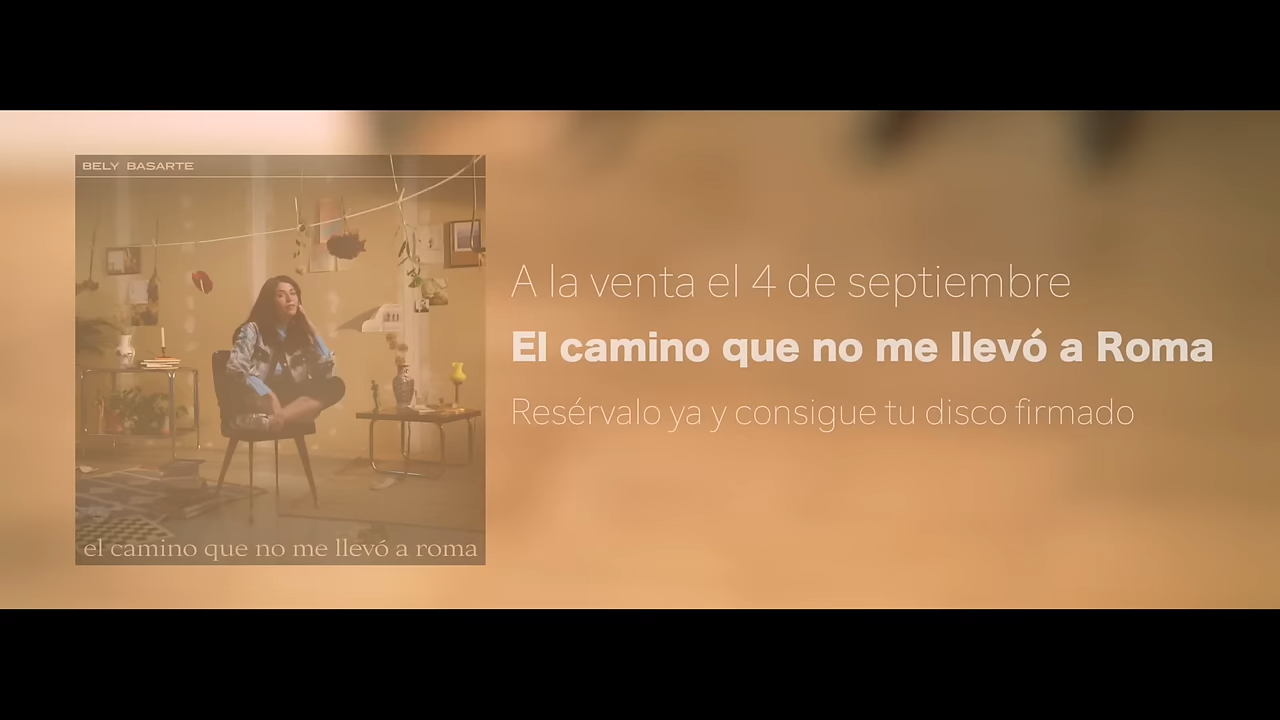 BELY BASARTE
el camino que no me llevó a roma
A la venta el 4 de septiembre
El camino que no me llevó a Roma
Resérvalo ya y consigue tu disco firmado